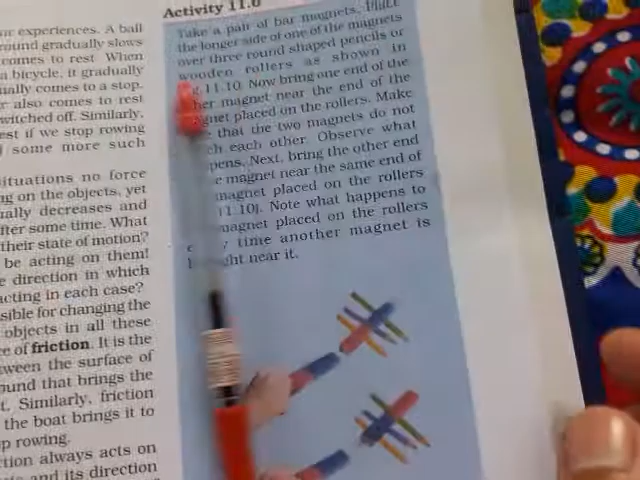 r experiences. A ball
ound gradually slows
comes to rest. When
a bicycle, it gradually
ually comes to a stop.
r also comes to rest
witched off. Similarly,
est if we stop rowing
some more such
ituations no force
ng on the objects, yet
ually decreases and
fter some time. What
their state of motion?
be acting on them!
e direction in which
acting in each case?
sible for changing the
objects in all these
e of friction. It is the
ween the surface of
und that brings the
t. Similarly, friction
the boat brings it to
p rowing.
tion always acts on
and its direction
Activity 11.6
Take a pair of bar magnets. Place
the longer side of one of the magnets
over three round shaped pencils or
wooden rollers as shown in
11.10. Now bring one end of the
her magnet near the end of the
gnet placed on the rollers. Make
that the two magnets do not
ch each other. Observe what
pens. Next, bring the other end
e magnet near the same end of
magnet placed on the rollers
11.10]. Note what happens to
magnet placed on the rollers
e y time another magnet is
ght near it.